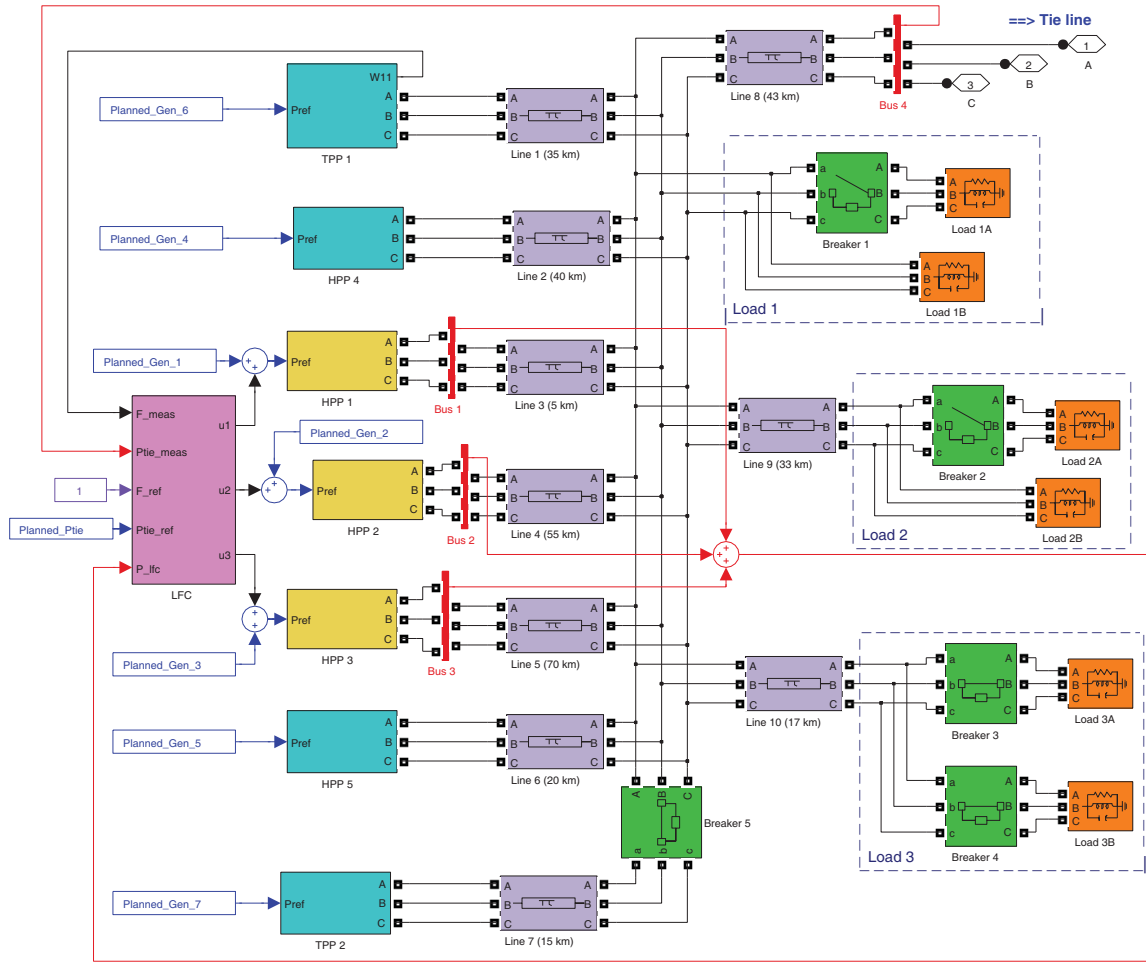 ==> Tie line
1
A
2
B
3
C
Bus 4
A A
B B
C C
Line 8 (43 km)
Planned_Gen_6
Pref
W11
A
B
C
TPP 1
A A
B B
C C
Line 1 (35 km)
a A
b B
c C
Breaker 1
A
B
C
Load 1A
A
B
C
Load 1B
Load 1
Planned_Gen_4
Pref
A
B
C
HPP 4
A A
B B
C C
Line 2 (40 km)
Planned_Gen_1
Pref
A
B
C
HPP 1
Bus 1
A A
B B
C C
Line 3 (5 km)
F_meas
Ptie_meas
F_ref
Ptie_ref
P_lfc
u1
u2
u3
LFC
1
Planned_Ptie
Planned_Gen_2
Pref
A
B
C
HPP 2
Bus 2
A A
B B
C C
Line 4 (55 km)
A A
B B
C C
Line 9 (33 km)
a A
b B
c C
Breaker 2
A
B
C
Load 2A
A
B
C
Load 2B
Load 2
Planned_Gen_3
Pref
A
B
C
HPP 3
Bus 3
A A
B B
C C
Line 5 (70 km)
A A
B B
C C
Line 10 (17 km)
a A
b B
c C
Breaker 3
A
B
C
Load 3A
a A
b B
c C
Breaker 4
A
B
C
Load 3B
Load 3
Planned_Gen_5
Pref
A
B
C
HPP 5
A A
B B
C C
Line 6 (20 km)
A B C
a b c
Breaker 5
Planned_Gen_7
Pref
A
B
C
TPP 2
A A
B B
C C
Line 7 (15 km)